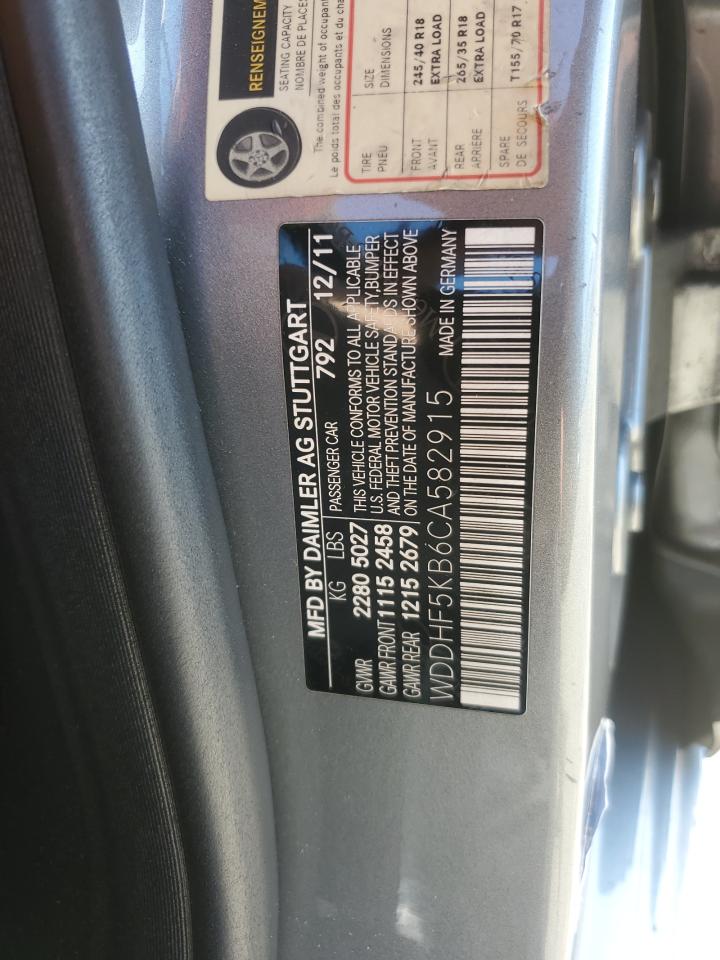 MFD BY DAIMLER AG STUTTGART
KG LBS PASSENGER CAR 792 12/11
GVWR 2280 5027 THIS VEHICLE CONFORMS TO ALL APPLICABLE
U.S. FEDERAL MOTOR VEHICLE SAFETY, BUMPER
GAWR FRONT 1115 2458 AND THEFT PREVENTION STANDARDS IN EFFECT
GAWR REAR 1215 2679 ON THE DATE OF MANUFACTURE SHOWN ABOVE
WDDHF5KB6CA582915 MADE IN GERMANY
RENSEIGNEM
SEATING CAPACITY
NOMBRE DE PLACES
The combined weight of occupant
Le poids total des occupants et du cha
TIRE SIZE
PNEU DIMENSIONS
FRONT 245/40 R18
AVANT EXTRA LOAD
REAR 265/35 R18
ARRIÈRE EXTRA LOAD
SPARE T155/70 R17
DE SECOURS